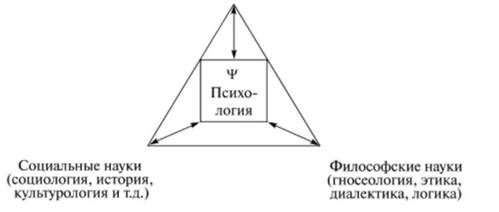 Ψ
Психо-
логия
Социальные науки
(социология, история,
культурология и т.д.)
Философские науки
(гносеология, этика,
диалектика, логика)